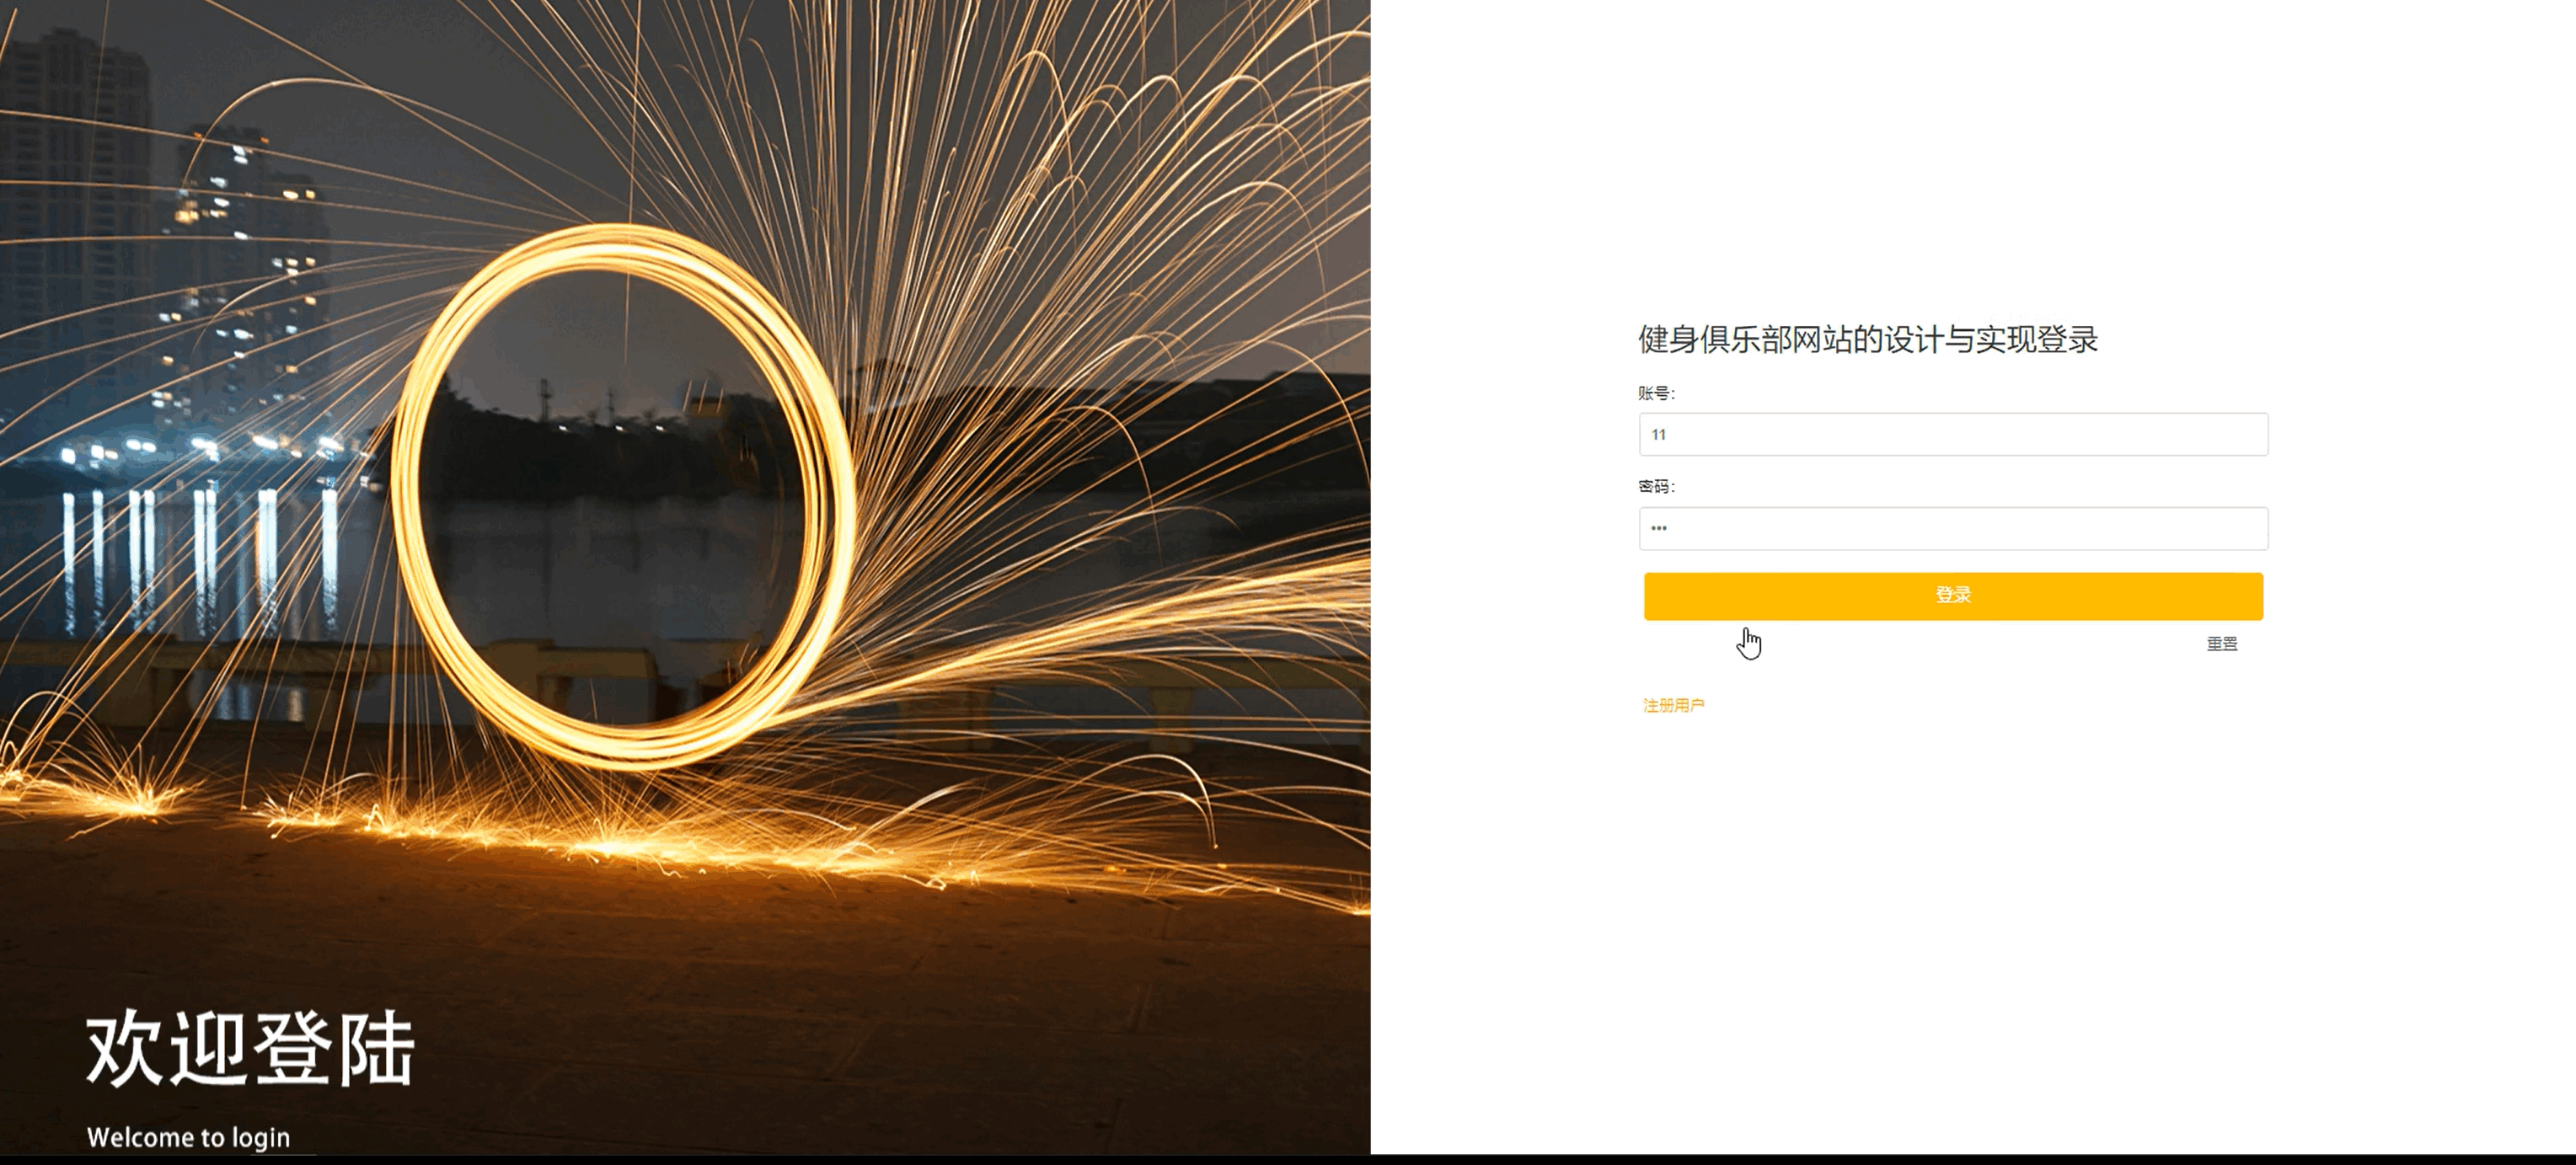 健身俱乐部网站的设计与实现登录
账号:
11
密码:
•••
登录
重置
注册用户
欢迎登陆
Welcome to login